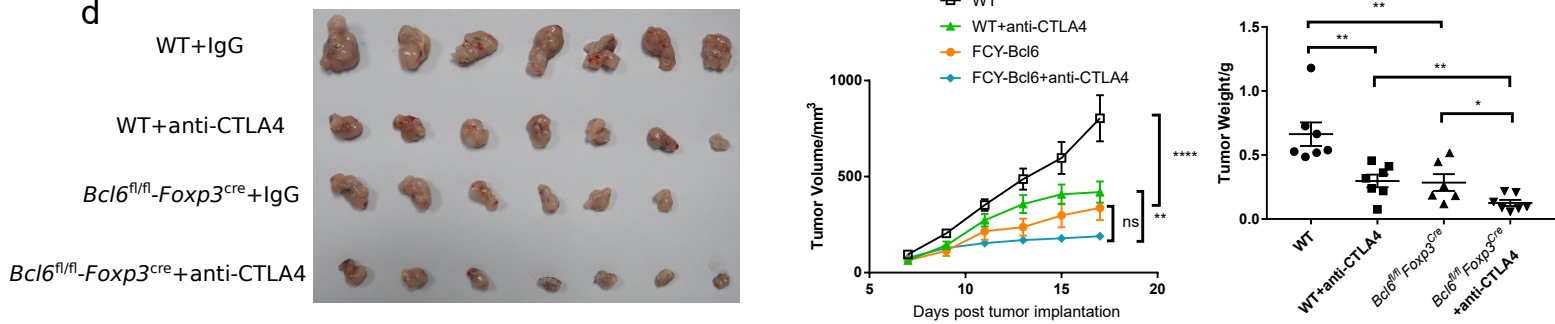 d
WT+IgG
WT+anti-CTLA4
Bcl6fl/fl-Foxp3cre+IgG
Bcl6fl/fl-Foxp3cre+anti-CTLA4
WT
WT+anti-CTLA4
FCY-Bcl6
FCY-Bcl6+anti-CTLA4
Tumor Volume/mm3
1000
500
0
5
10
15
20
Days post tumor implantation
****
ns
**
Tumor Weight/g
1.5
1.0
0.5
0.0
**
**
**
*
WT
WT+anti-CTLA4
Bcl6fl/fl Foxp3Cre
Bcl6fl/fl Foxp3Cre
+anti-CTLA4